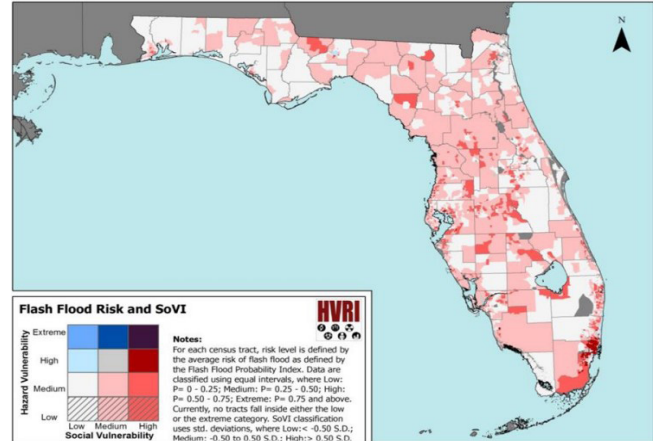 N
Flash Flood Risk and SoVI
HVRI
Hazard Vulnerability
Extreme
High
Medium
Low
Low Medium High
Social Vulnerability
Notes:
For each census tract, risk level is defined by
the average risk of flash flood as defined by
the Flash Flood Probability Index. Data are
classified using equal intervals, where Low:
P= 0 - 0.25; Medium: P= 0.25 - 0.50; High:
P= 0.50 - 0.75; Extreme: P= 0.75 and above.
Currently, no tracts fall inside either the low
or the extreme category. SoVI classification
uses std. deviations, where Low:< -0.50 S.D.;
Medium: -0.50 to 0.50 S.D.; High:> 0.50 S.D.